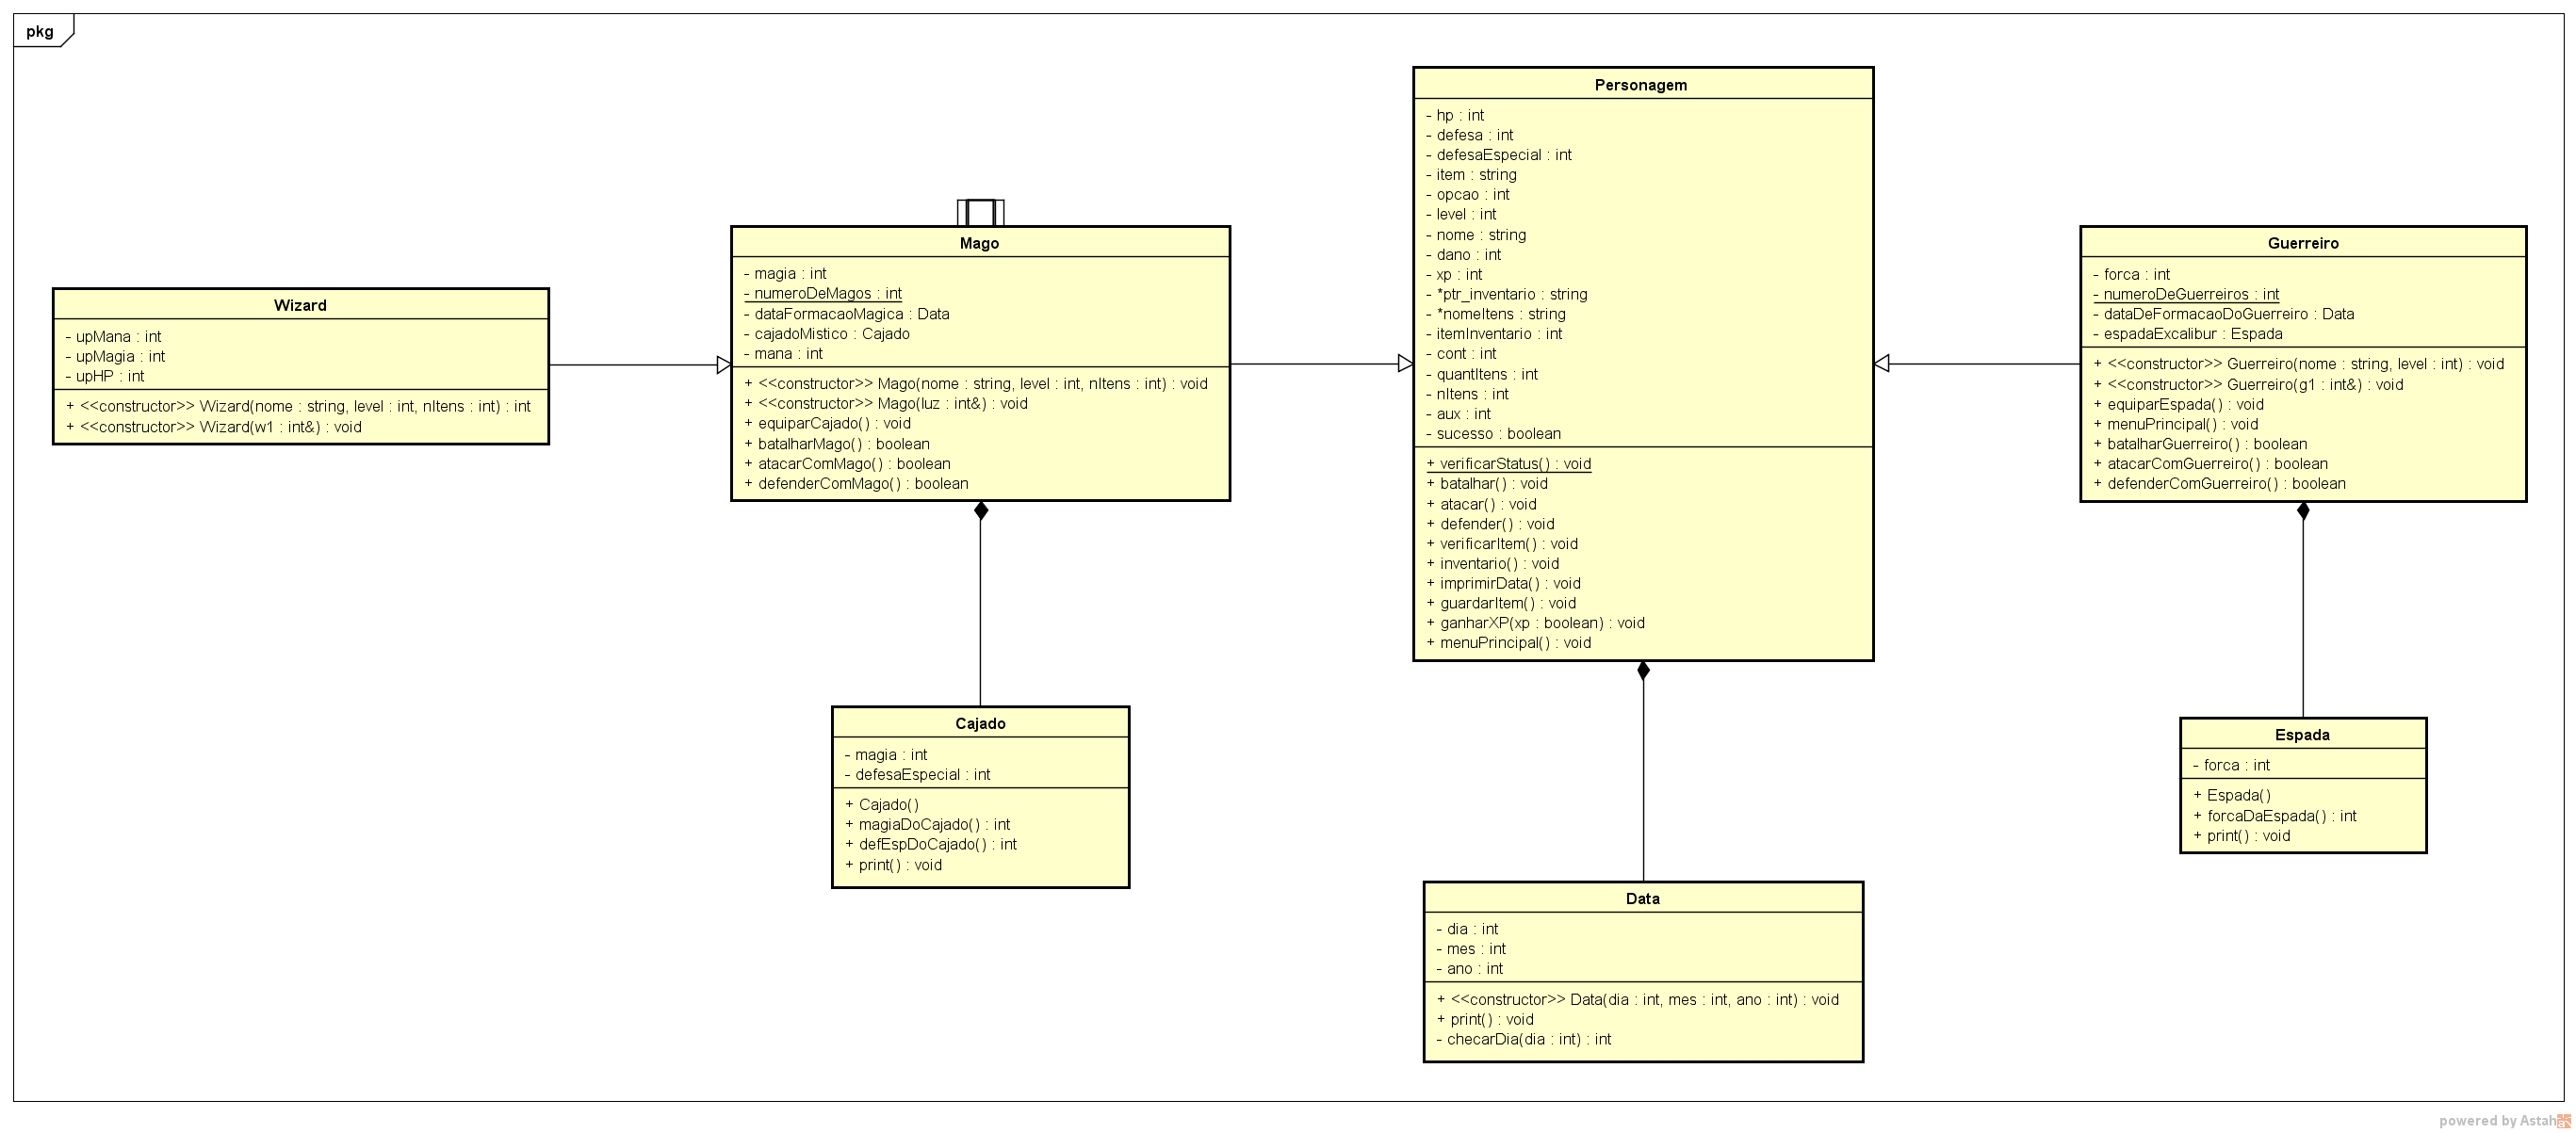 pkg
Wizard
- upMana : int
- upMagia : int
- upHP : int
+ <<constructor>> Wizard(nome : string, level : int, nItens : int) : int
+ <<constructor>> Wizard(w1 : int&) : void
Mago
- magia : int
- numeroDeMagos : int
- dataFormacaoMagica : Data
- cajadoMistico : Cajado
- mana : int
+ <<constructor>> Mago(nome : string, level : int, nItens : int) : void
+ <<constructor>> Mago(luz : int&) : void
+ equiparCajado() : void
+ batalharMago() : boolean
+ atacarComMago() : boolean
+ defenderComMago() : boolean
Personagem
- hp : int
- defesa : int
- defesaEspecial : int
- item : string
- opcao : int
- level : int
- nome : string
- dano : int
- xp : int
- *ptr_inventario : string
- *nomeItens : string
- itemInventario : int
- cont : int
- quantItens : int
- nItens : int
- aux : int
- sucesso : boolean
+ verificarStatus() : void
+ batalhar() : void
+ atacar() : void
+ defender() : void
+ verificarItem() : void
+ inventario() : void
+ imprimirData() : void
+ guardarItem() : void
+ ganharXP(xp : boolean) : void
+ menuPrincipal() : void
Guerreiro
- forca : int
- numeroDeGuerreiros : int
- dataDeFormacaoDoGuerreiro : Data
- espadaExcalibur : Espada
+ <<constructor>> Guerreiro(nome : string, level : int) : void
+ <<constructor>> Guerreiro(g1 : int&) : void
+ equiparEspada() : void
+ menuPrincipal() : void
+ batalharGuerreiro() : boolean
+ atacarComGuerreiro() : boolean
+ defenderComGuerreiro() : boolean
Cajado
- magia : int
- defesaEspecial : int
+ Cajado()
+ magiaDoCajado() : int
+ defEspDoCajado() : int
+ print() : void
Espada
- forca : int
+ Espada()
+ forcaDaEspada() : int
+ print() : void
Data
- dia : int
- mes : int
- ano : int
+ <<constructor>> Data(dia : int, mes : int, ano : int) : void
+ print() : void
- checarDia(dia : int) : int
powered by Astah